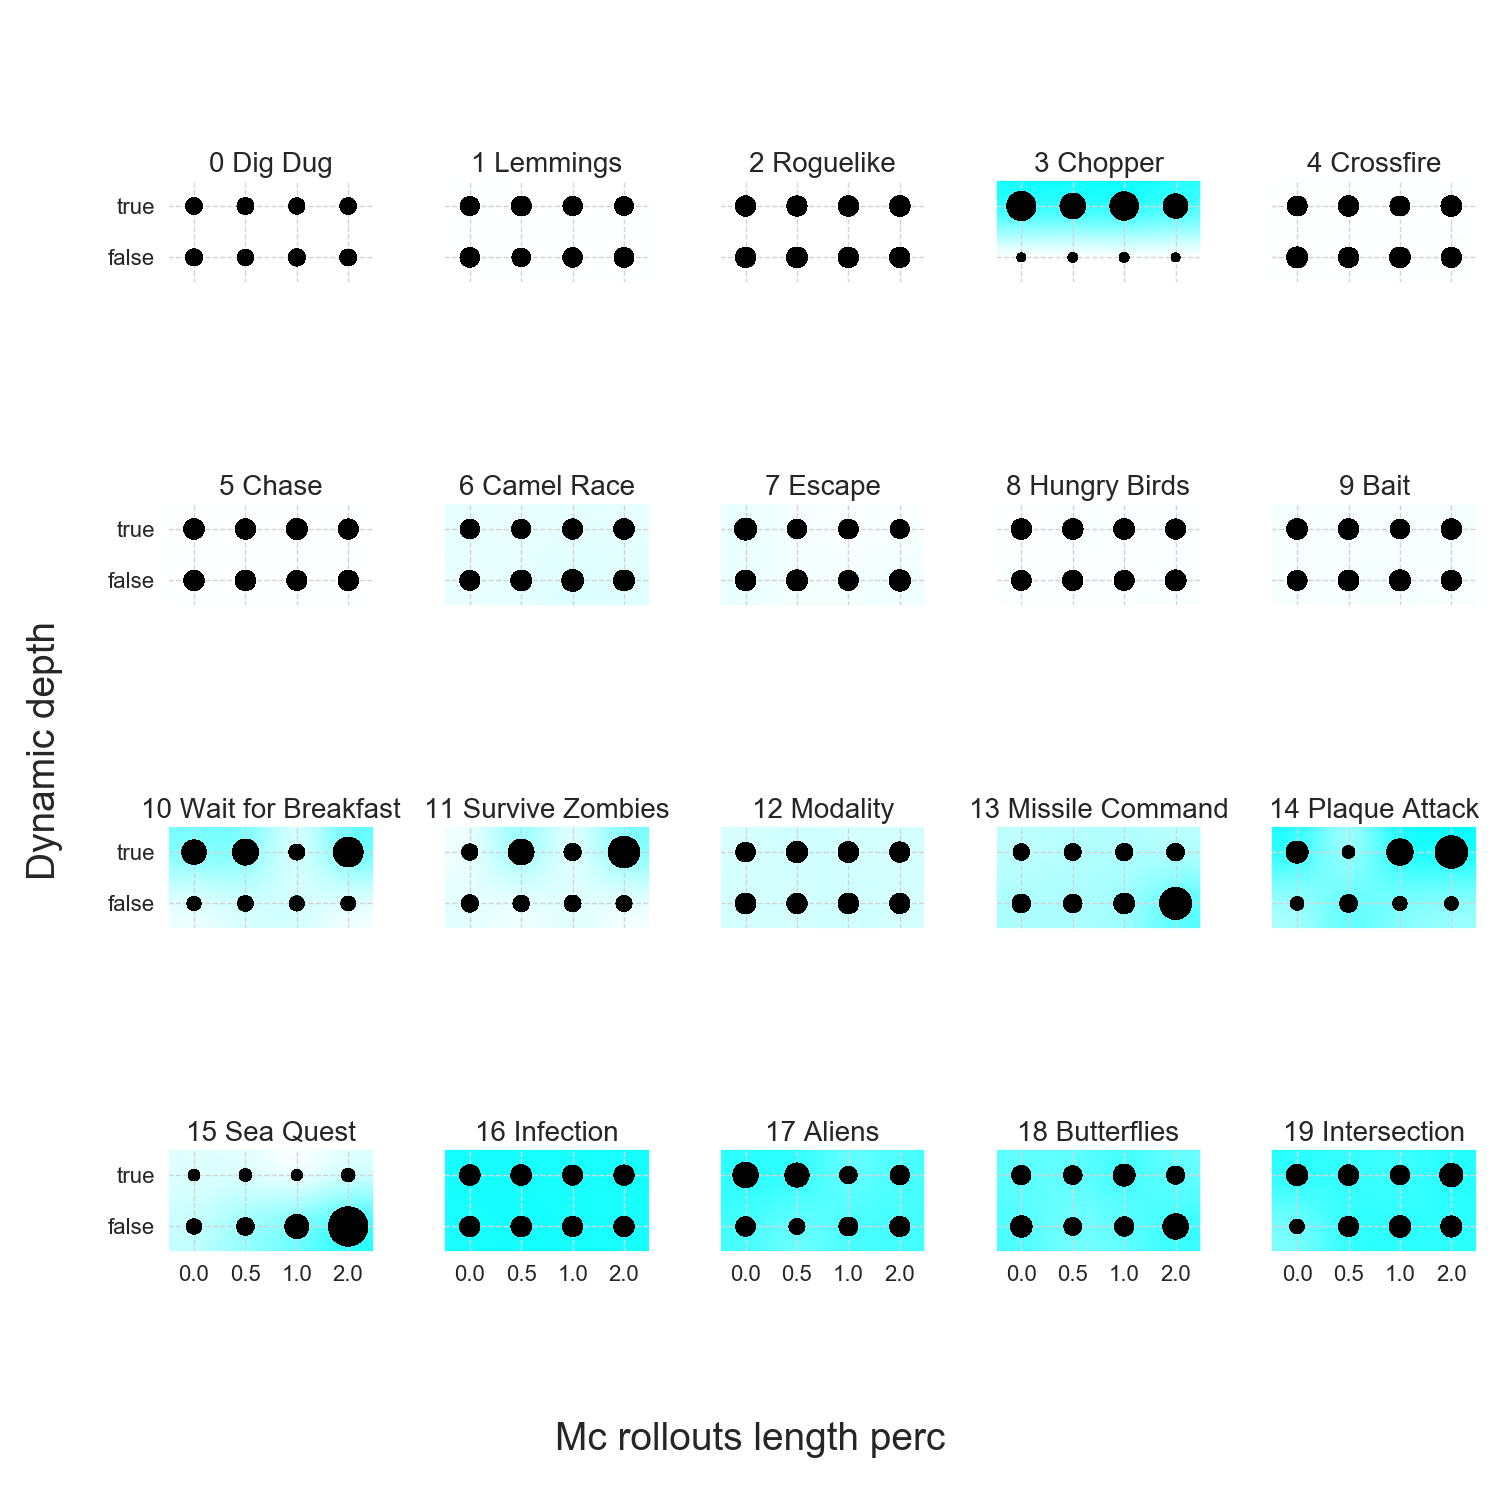 0 Dig Dug
1 Lemmings
2 Roguelike
3 Chopper
4 Crossfire
true
false
5 Chase
6 Camel Race
7 Escape
8 Hungry Birds
9 Bait
true
false
Dynamic depth
10 Wait for Breakfast
11 Survive Zombies
12 Modality
13 Missile Command
14 Plaque Attack
true
false
15 Sea Quest
16 Infection
17 Aliens
18 Butterflies
19 Intersection
true
false
0.0 0.5 1.0 2.0
0.0 0.5 1.0 2.0
0.0 0.5 1.0 2.0
0.0 0.5 1.0 2.0
0.0 0.5 1.0 2.0
Mc rollouts length perc